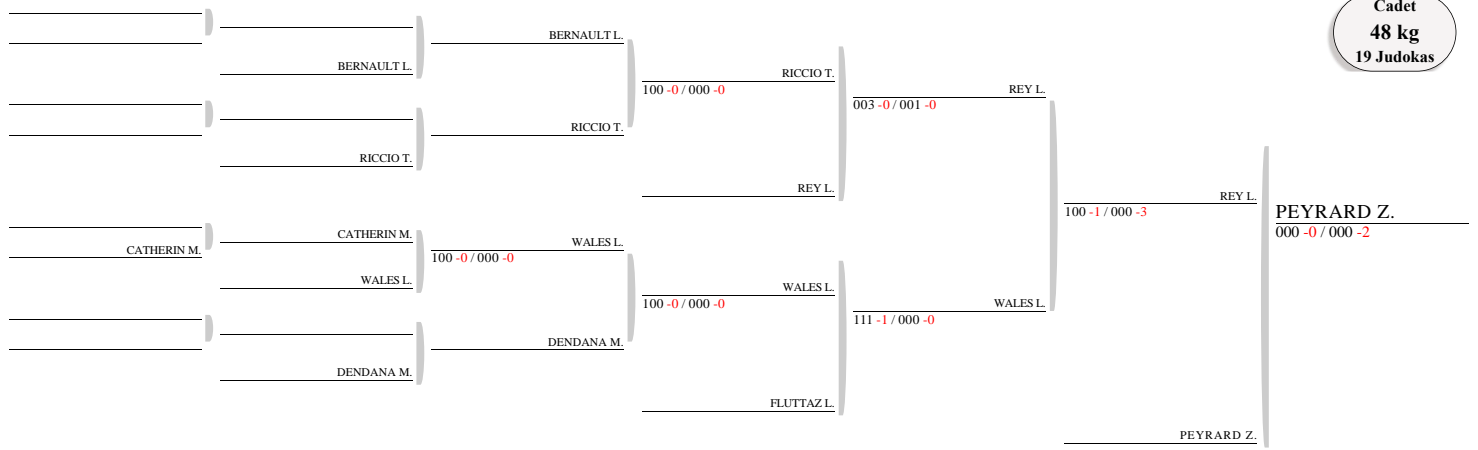 Cadet
48 kg
19 Judokas
BERNAULT L.
BERNAULT L.
RICCIO T.
100 -0 / 000 -0
REY L.
003 -0 / 001 -0
RICCIO T.
RICCIO T.
REY L.
REY L.
100 -1 / 000 -3
PEYRARD Z.
000 -0 / 000 -2
CATHERIN M.
CATHERIN M.
WALES L.
100 -0 / 000 -0
WALES L.
WALES L.
100 -0 / 000 -0
WALES L.
111 -1 / 000 -0
DENDANA M.
DENDANA M.
FLUTTAZ L.
PEYRARD Z.